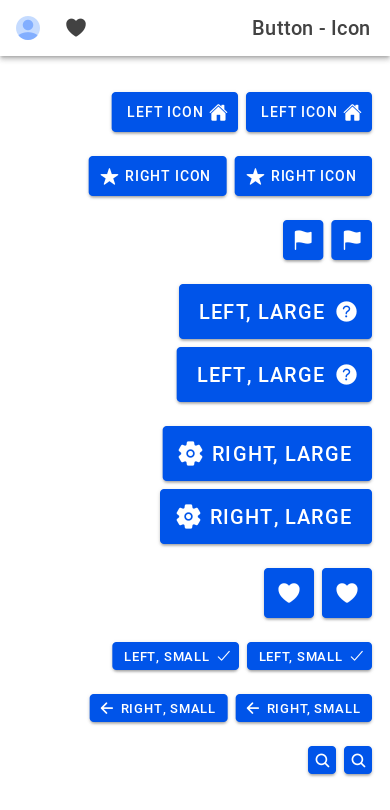 Button - Icon
LEFT ICON LEFT ICON
RIGHT ICON RIGHT ICON
LEFT, LARGE
LEFT, LARGE
RIGHT, LARGE
RIGHT, LARGE
LEFT, SMALL LEFT, SMALL
RIGHT, SMALL RIGHT, SMALL